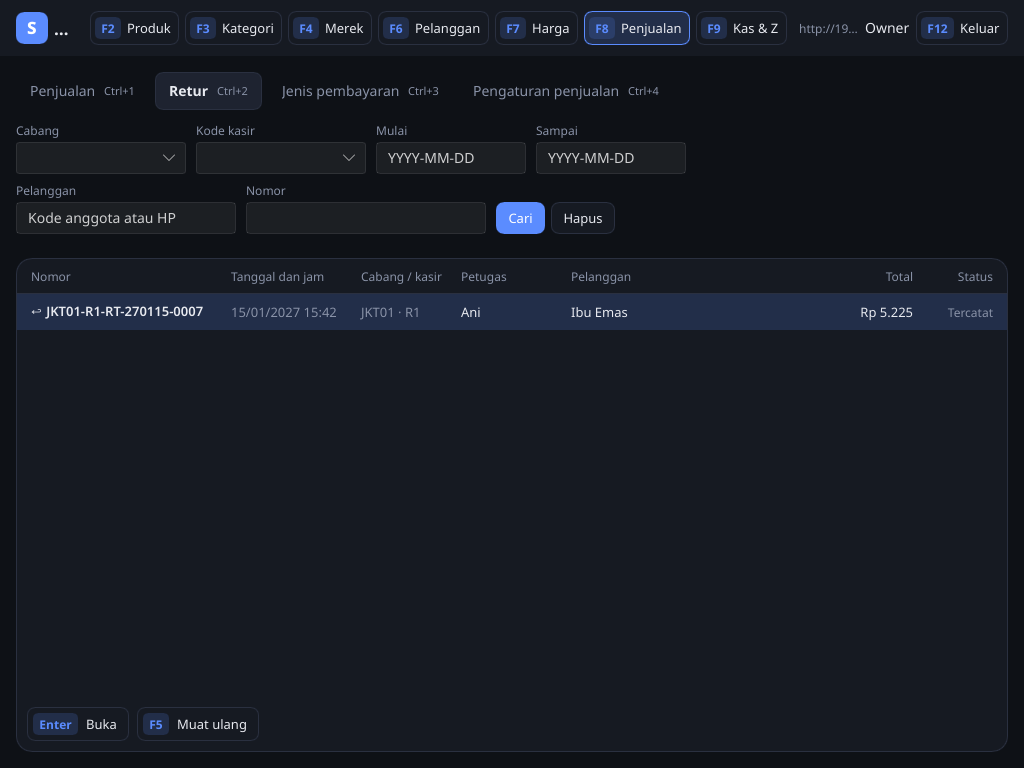 S ... F2 Produk F3 Kategori F4 Merek F6 Pelanggan F7 Harga F8 Penjualan F9 Kas & Z http://19... Owner F12 Keluar
Penjualan Ctrl+1 Retur Ctrl+2 Jenis pembayaran Ctrl+3 Pengaturan penjualan Ctrl+4
Cabang Kode kasir Mulai Sampai
YYYY-MM-DD YYYY-MM-DD
Pelanggan Nomor
Kode anggota atau HP Cari Hapus
Nomor Tanggal dan jam Cabang / kasir Petugas Pelanggan Total Status
↩ JKT01-R1-RT-270115-0007 15/01/2027 15:42 JKT01 · R1 Ani Ibu Emas Rp 5.225 Tercatat
Enter Buka F5 Muat ulang